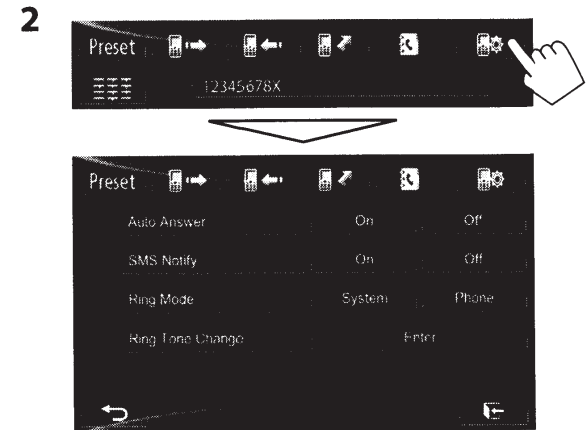 2
Preset
12345678X
Preset
Auto Answer On Off
SMS Notify On Off
Ring Mode System Phone
Ring Tone Change Enter